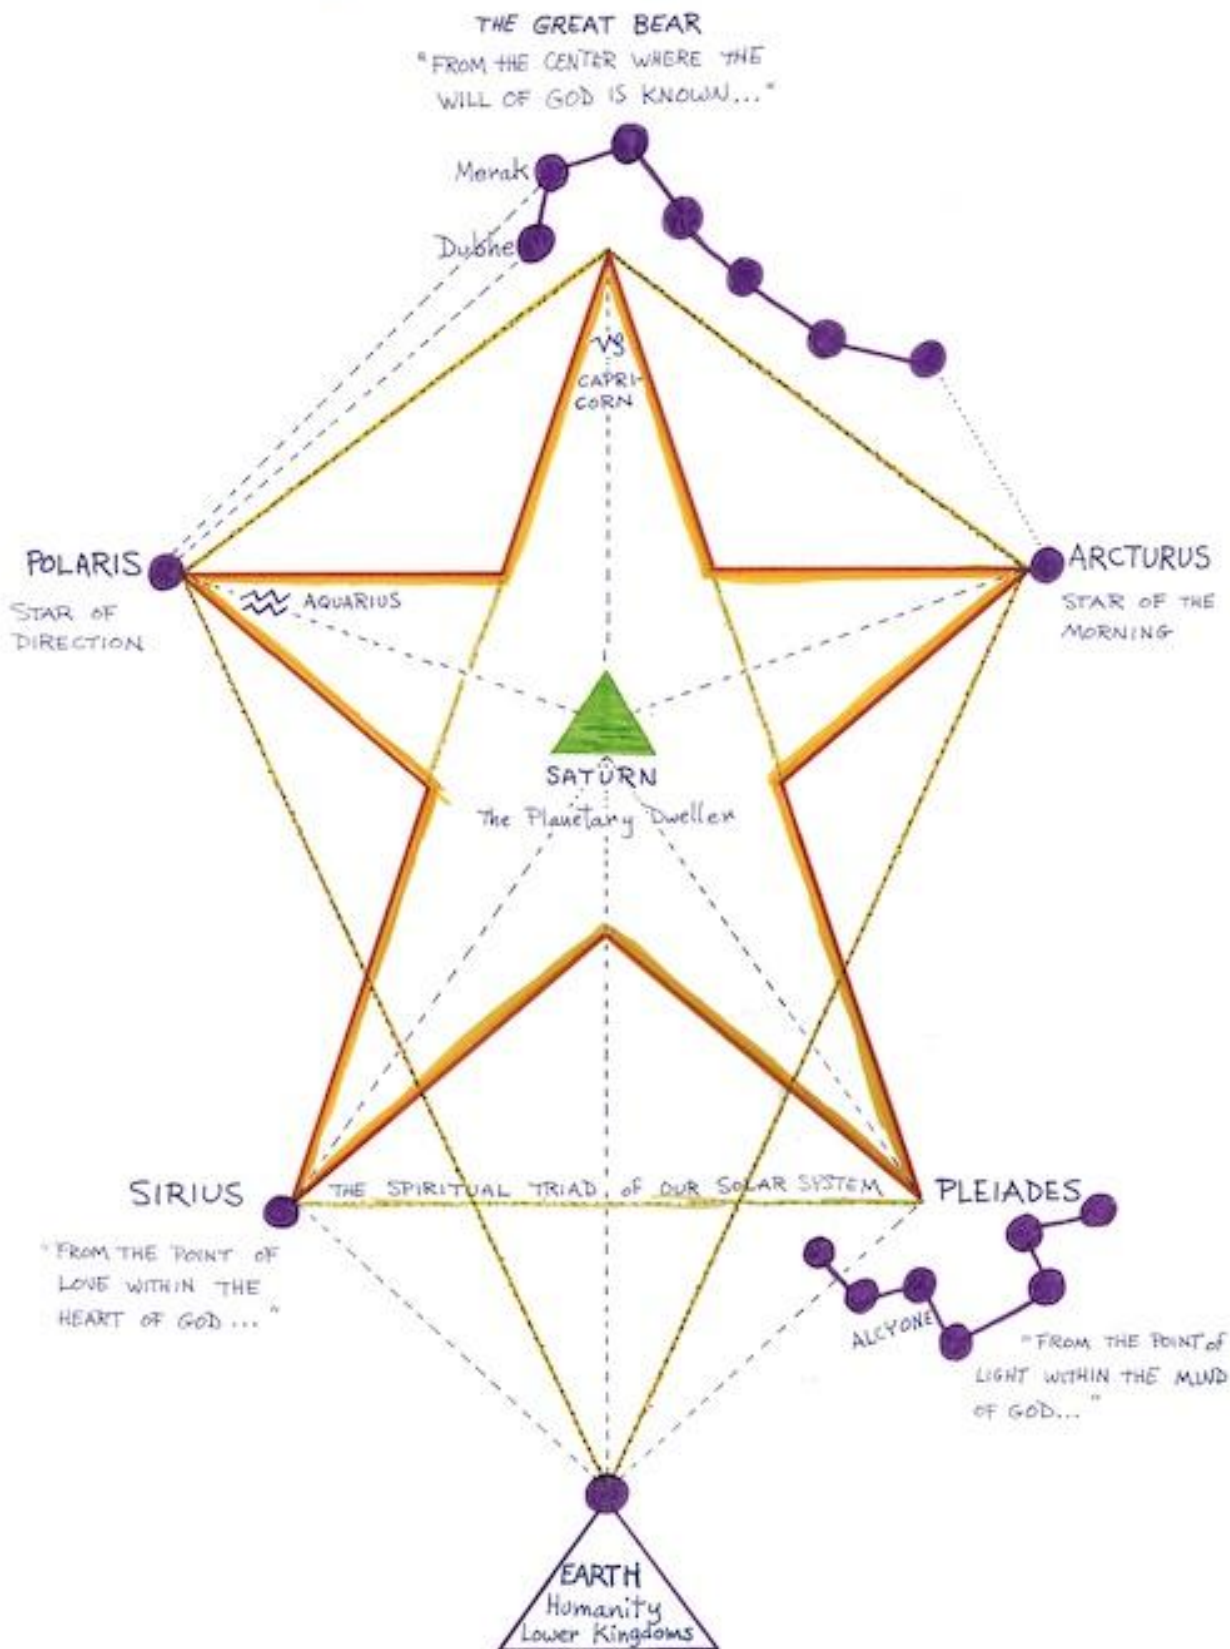 THE GREAT BEAR
"FROM THE CENTER WHERE THE
WILL OF GOD IS KNOWN..."
Merak
Dubhe
♑
CAPRI-
CORN
POLARIS
STAR OF
DIRECTION
♒ AQUARIUS
ARCTURUS
STAR OF THE
MORNING
SATURN
The Planetary Dweller
SIRIUS
"FROM THE POINT OF
LOVE WITHIN THE
HEART OF GOD..."
THE SPIRITUAL TRIAD of OUR SOLAR SYSTEM
PLEIADES
ALCYONE
"FROM THE POINT of
LIGHT WITHIN THE MIND
OF GOD..."
EARTH
Humanity
Lower Kingdoms